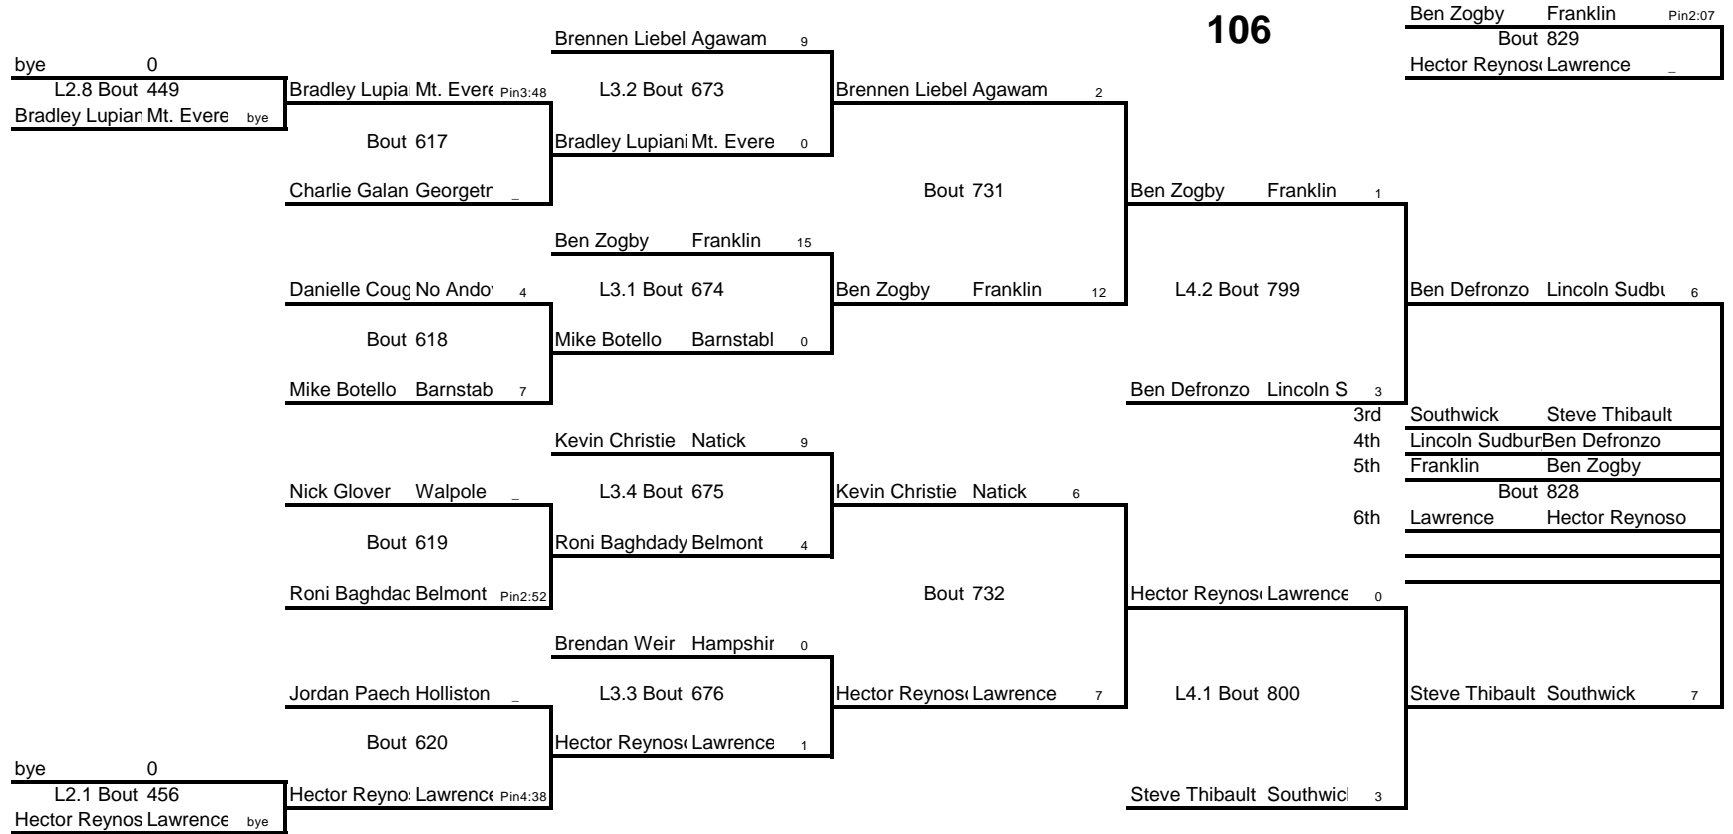 106
Ben Zogby Franklin Pin2:07
Bout 829
Hector Reynos Lawrence _
bye 0
L2.8 Bout 449
Bradley Lupian Mt. Evere bye
Bradley Lupia Mt. Evere Pin3:48
Bout 617
Charlie Galan Georgetr _
Danielle Coug No Ando 4
Bout 618
Mike Botello Barnstab 7
Nick Glover Walpole _
Bout 619
Roni Baghdac Belmont Pin2:52
Jordan Paech Holliston _
Bout 620
Hector Reyno Lawrence Pin4:38
bye 0
L2.1 Bout 456
Hector Reynos Lawrence bye
Brennen Liebel Agawam 9
L3.2 Bout 673
Bradley Lupiani Mt. Evere 0
Ben Zogby Franklin 15
L3.1 Bout 674
Mike Botello Barnstabl 0
Kevin Christie Natick 9
L3.4 Bout 675
Roni Baghdady Belmont 4
Brendan Weir Hampshir 0
L3.3 Bout 676
Hector Reynos Lawrence 1
Brennen Liebel Agawam 2
Bout 731
Ben Zogby Franklin 12
Kevin Christie Natick 6
Bout 732
Hector Reynos Lawrence 7
Ben Zogby Franklin 1
L4.2 Bout 799
Ben Defronzo Lincoln S 3
Hector Reynos Lawrence 0
L4.1 Bout 800
Steve Thibault Southwic 3
Ben Defronzo Lincoln Sudbu 6
3rd Southwick Steve Thibault
4th Lincoln Sudbur Ben Defronzo
5th Franklin Ben Zogby
Bout 828
6th Lawrence Hector Reynoso
Steve Thibault Southwick 7